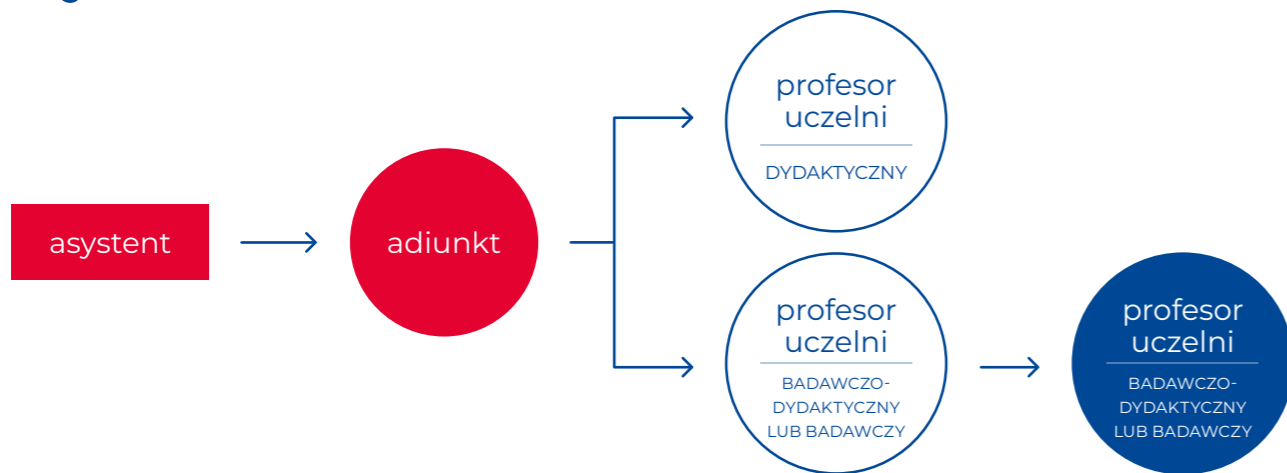 asystent
adiunkt
profesor
uczelni
DYDAKTYCZNY
profesor
uczelni
BADAWCZO-
DYDAKTYCZNY
LUB BADAWCZY
profesor
uczelni
BADAWCZO-
DYDAKTYCZNY
LUB BADAWCZY